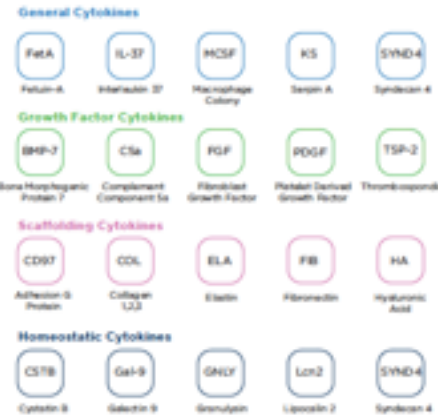 General Cytokines
FetA IL-37 MCSF KS SYND4
Fetuin-A Interleukin 37 Macrophage Serpin A Syndecan 4
Colony
Growth Factor Cytokines
BMP-7 C5a FGF PDGF TSP-2
Bone Morphogenic Complement Fibroblast Platelet Derived Thrombospondi
Protein 7 Component 5a Growth Factor Growth Factor
Scaffolding Cytokines
CD97 COL ELA FIB HA
Adhesion G Collagen Elastin Fibronectin Hyaluronic
Protein 1,2,3 Acid
Homeostatic Cytokines
CSTB Gal-9 GNLY Lcn2 SYND4
Cystatin B Galectin 9 Granulysin Lipocalin 2 Syndecan 4